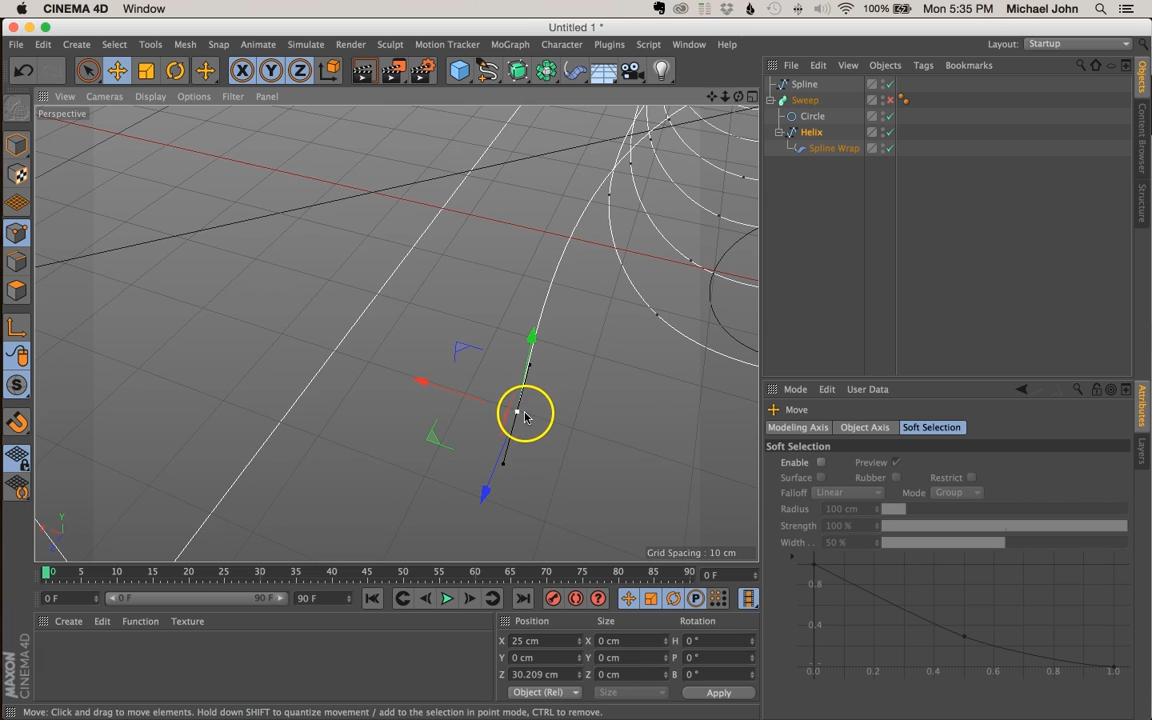 CINEMA 4D Window 100% Mon 5:35 PM Michael John
Untitled 1 *
File Edit Create Select Tools Mesh Snap Animate Simulate Render Sculpt Motion Tracker MoGraph Character Plugins Script Window Help Layout: Startup
X Y Z
File Edit View Objects Tags Bookmarks
View Cameras Display Options Filter Panel
Perspective
Spline
Sweep
Circle
Helix
Spline Wrap
Objects
Content Browser
Structure
Mode Edit User Data
Move
Modeling Axis Object Axis Soft Selection
Soft Selection
Enable Preview
Surface Rubber Restrict
Falloff Linear Mode Group
Radius 100 cm
Strength 100 %
Width . . 50 %
0.8
0.4
0.0 0.2 0.4 0.6 0.8 1.0
Attributes
Layers
S
Y
Grid Spacing : 10 cm
0 5 10 15 20 25 30 35 40 45 50 55 60 65 70 75 80 85 90 0 F
0 F 0 F 90 F 90 F
P
Create Edit Function Texture
Position Size Rotation
X 25 cm X 0 cm H 0 °
Y 0 cm Y 0 cm P 0 °
Z 30.209 cm Z 0 cm B 0 °
Object (Rel) Size Apply
MAXON CINEMA 4D
Move: Click and drag to move elements. Hold down SHIFT to quantize movement / add to the selection in point mode, CTRL to remove.